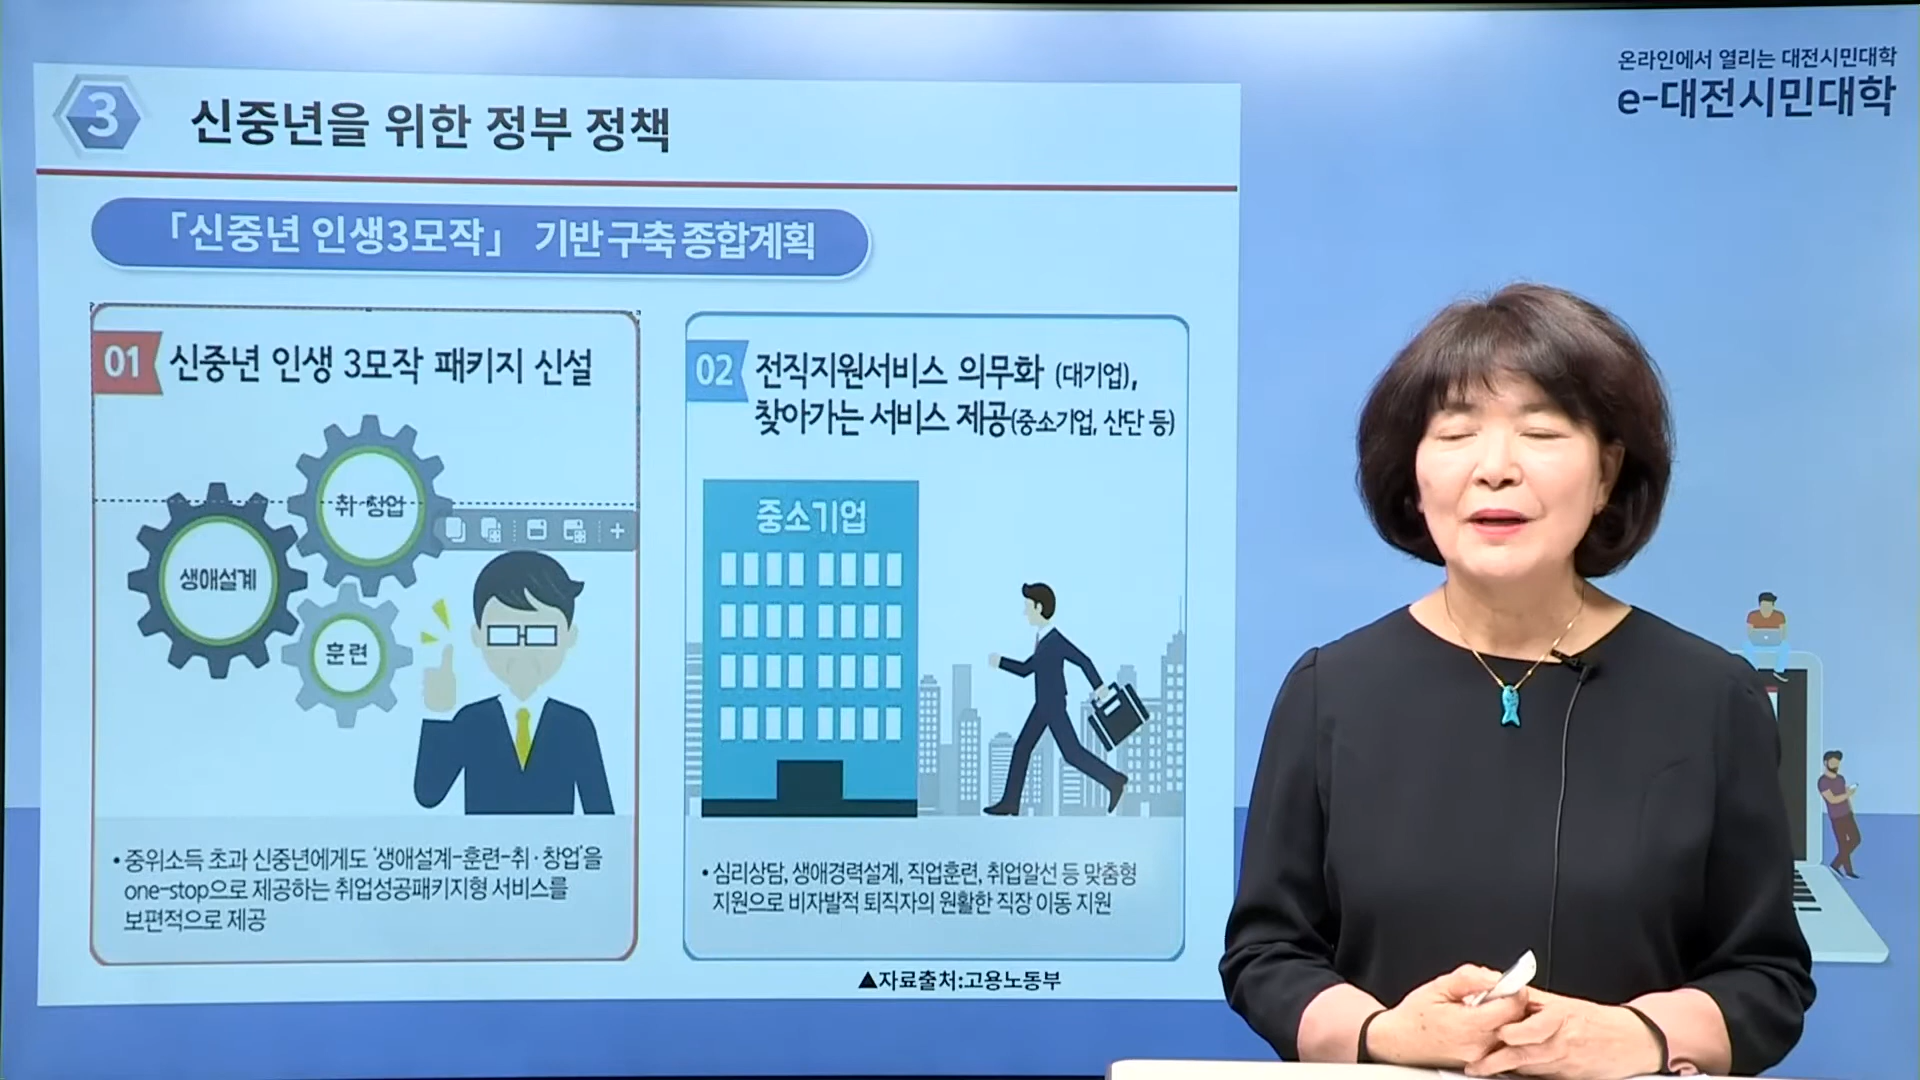 온라인에서 열리는 대전시민대학
e-대전시민대학
3 신중년을 위한 정부 정책
「신중년 인생3모작」 기반구축 종합계획
01 신중년 인생 3모작 패키지 신설
취·창업
생애설계
훈련
• 중위소득 초과 신중년에게도 '생애설계-훈련-취·창업'을
one-stop으로 제공하는 취업성공패키지형 서비스를
보편적으로 제공
02 전직지원서비스 의무화 (대기업),
찾아가는 서비스 제공(중소기업, 산단 등)
중소기업
• 심리상담, 생애경력설계, 직업훈련, 취업알선 등 맞춤형
지원으로 비자발적 퇴직자의 원활한 직장 이동 지원
▲자료출처:고용노동부